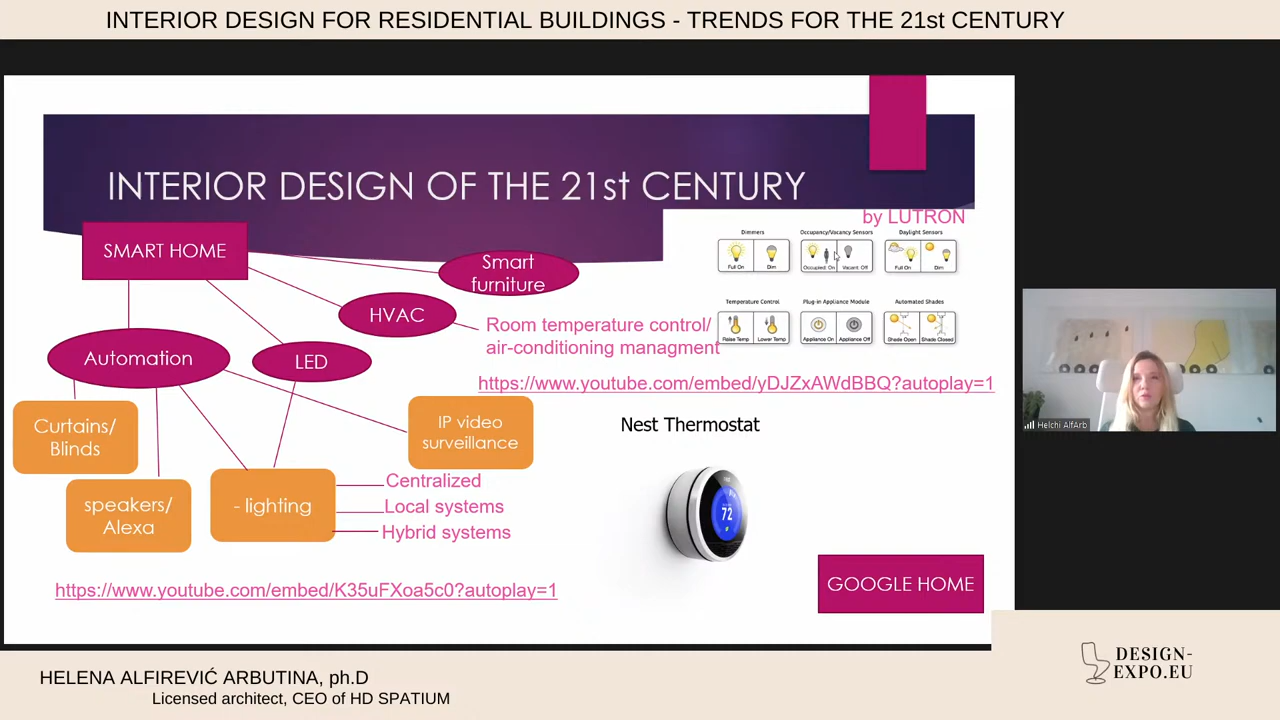 INTERIOR DESIGN FOR RESIDENTIAL BUILDINGS - TRENDS FOR THE 21st CENTURY
INTERIOR DESIGN OF THE 21st CENTURY
by LUTRON
SMART HOME
Smart
furniture
HVAC
Room temperature control/
air-conditioning managment
Automation
LED
Dimmers
Occupancy/Vacancy Sensors
Daylight Sensors
Full On
Dim
Occupied: On
Vacant: Off
Full On
Dim
Temperature Control
Plug-in Appliance Module
Automated Shades
Raise Temp
Lower Temp
Appliance On
Appliance Off
Shade Open
Shade Closed
https://www.youtube.com/embed/yDJZxAWdBBQ?autoplay=1
Curtains/
Blinds
IP video
surveillance
Nest Thermostat
72
speakers/
Alexa
- lighting
Centralized
Local systems
Hybrid systems
https://www.youtube.com/embed/K35uFXoa5c0?autoplay=1
GOOGLE HOME
Helchi AlfArb
HELENA ALFIREVIĆ ARBUTINA, ph.D
Licensed architect, CEO of HD SPATIUM
DESIGN-
EXPO.EU